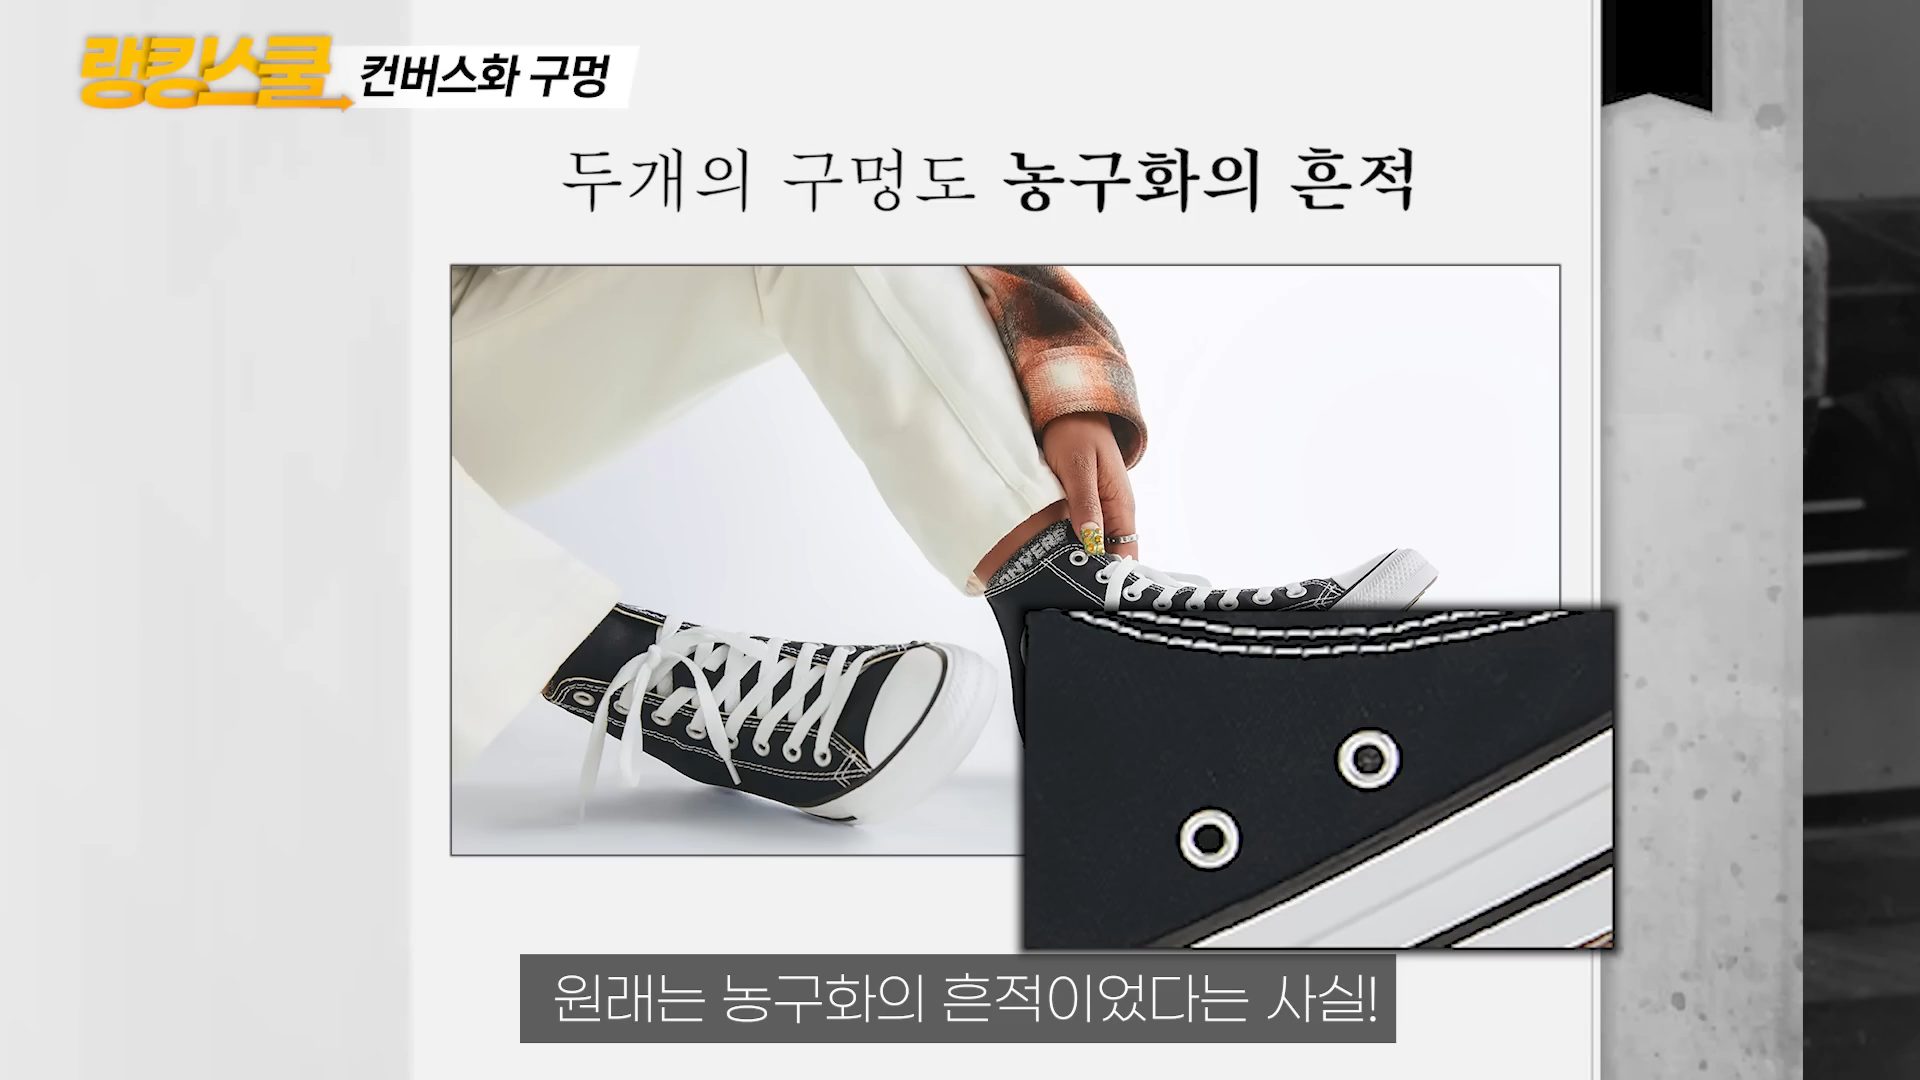 랭킹스쿨
컨버스화 구멍
두개의 구멍도 농구화의 흔적
원래는 농구화의 흔적이었다는 사실!